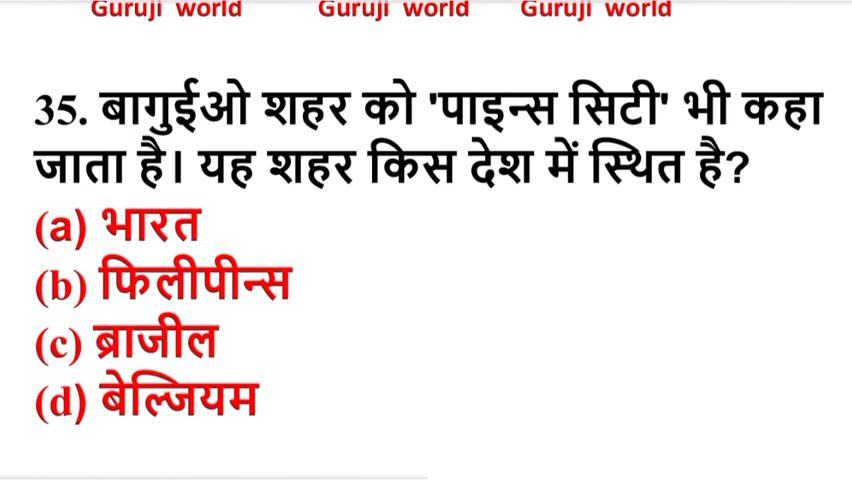 Guruji world Guruji world Guruji world
35. बागुईओ शहर को 'पाइन्स सिटी' भी कहा
जाता है। यह शहर किस देश में स्थित है?
(a) भारत
(b) फिलीपीन्स
(c) ब्राजील
(d) बेल्जियम